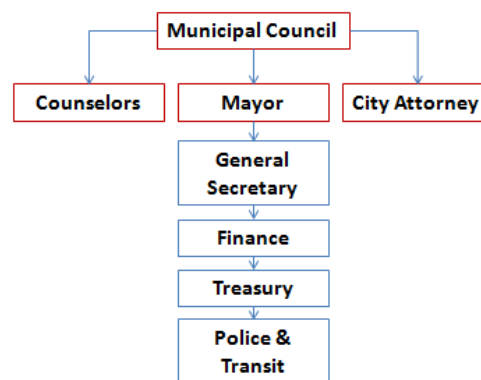 Municipal Council
Counselors
Mayor
City Attorney
General
Secretary
Finance
Treasury
Police &
Transit